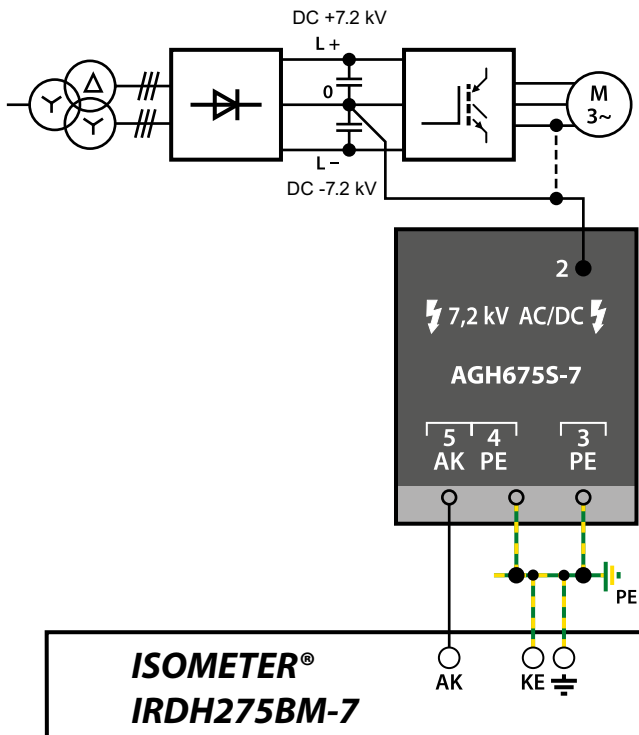 DC +7.2 kV
L +
0
L –
DC -7.2 kV
M
3~
2
7,2 kV AC/DC
AGH675S-7
5 4 3
AK PE PE
PE
AK KE
ISOMETER®
IRDH275BM-7